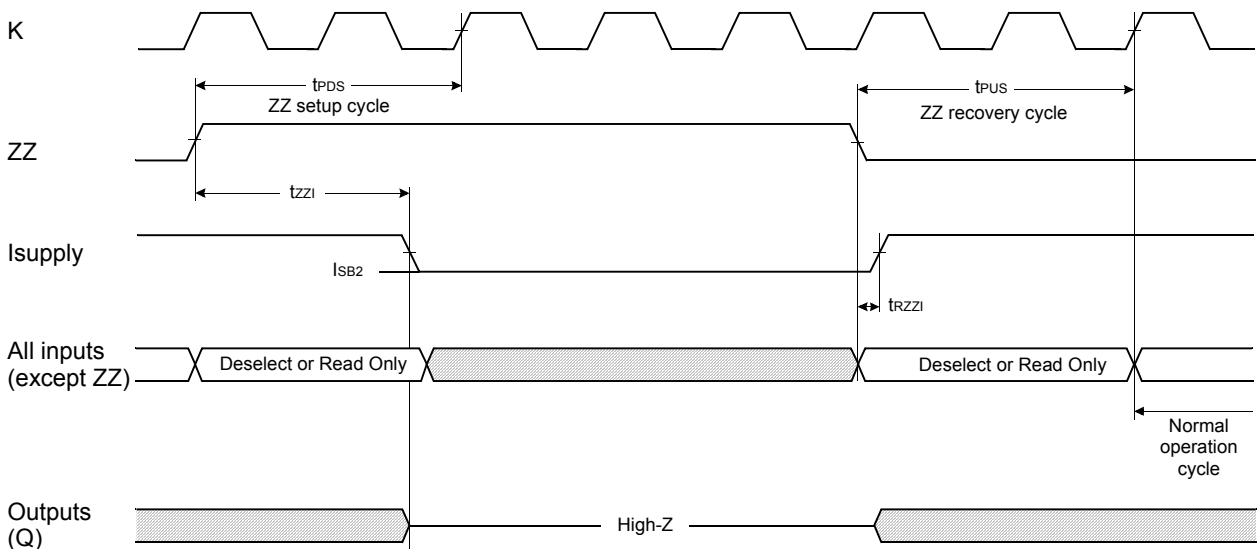 K
tPDS
ZZ setup cycle
tPUS
ZZ recovery cycle
ZZ
tZZI
Isupply
ISB2
tRZZI
All inputs
(except ZZ)
Deselect or Read Only
Deselect or Read Only
Normal
operation
cycle
Outputs
(Q)
High-Z